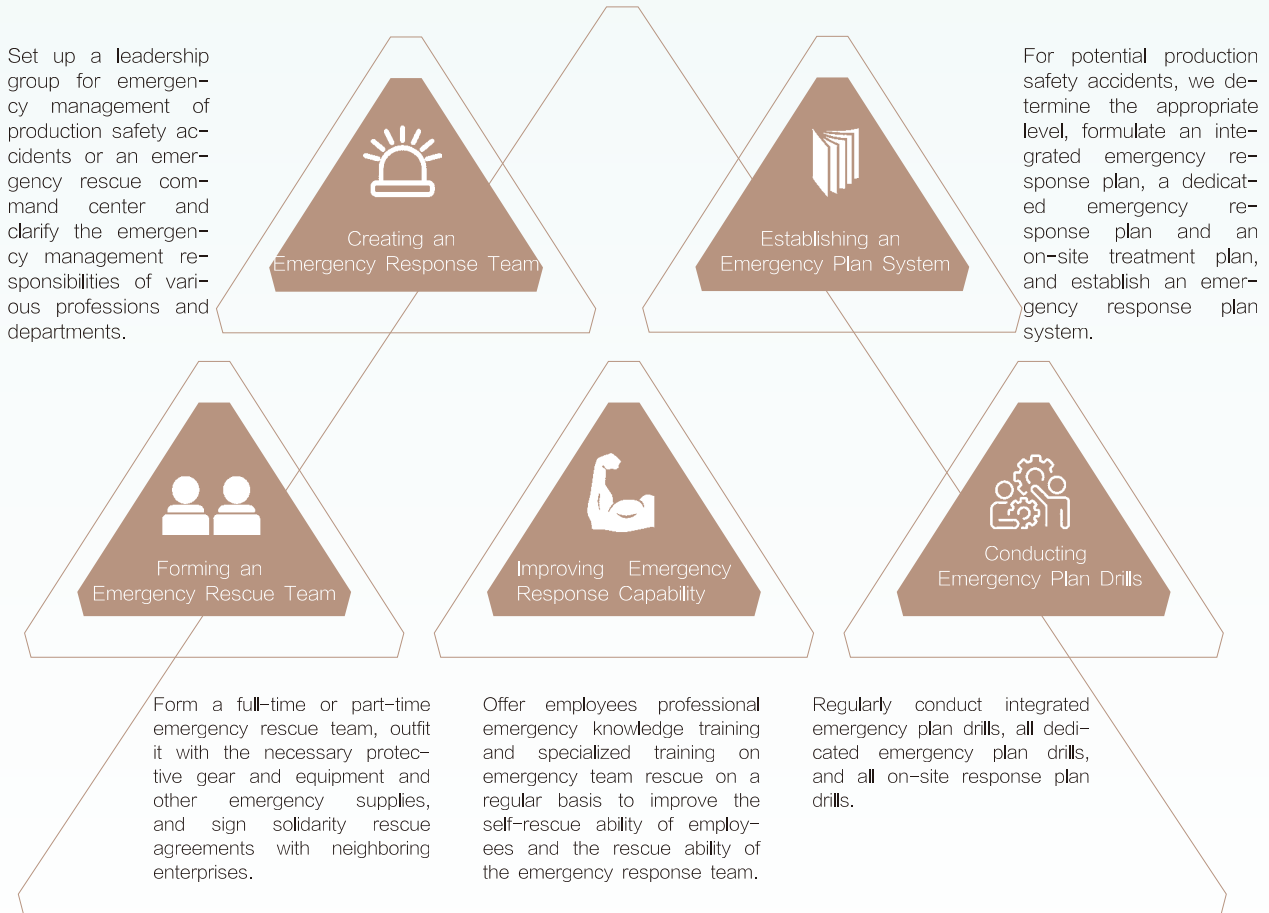 Set up a leadership
group for emergen-
cy management of
production safety ac-
cidents or an emer-
gency rescue com-
mand center and
clarify the emergen-
cy management re-
sponsibilities of vari-
ous professions and
departments.
Creating an
Emergency Response Team
Establishing an
Emergency Plan System
For potential production
safety accidents, we de-
termine the appropriate
level, formulate an inte-
grated emergency re-
sponse plan, a dedicat-
ed emergency re-
sponse plan and an
on-site treatment plan,
and establish an emer-
gency response plan
system.
Forming an
Emergency Rescue Team
Improving Emergency
Response Capability
Conducting
Emergency Plan Drills
Form a full-time or part-time
emergency rescue team, outfit
it with the necessary protec-
tive gear and equipment and
other emergency supplies,
and sign solidarity rescue
agreements with neighboring
enterprises.
Offer employees professional
emergency knowledge training
and specialized training on
emergency team rescue on a
regular basis to improve the
self-rescue ability of employ-
ees and the rescue ability of
the emergency response team.
Regularly conduct integrated
emergency plan drills, all dedi-
cated emergency plan drills,
and all on-site response plan
drills.